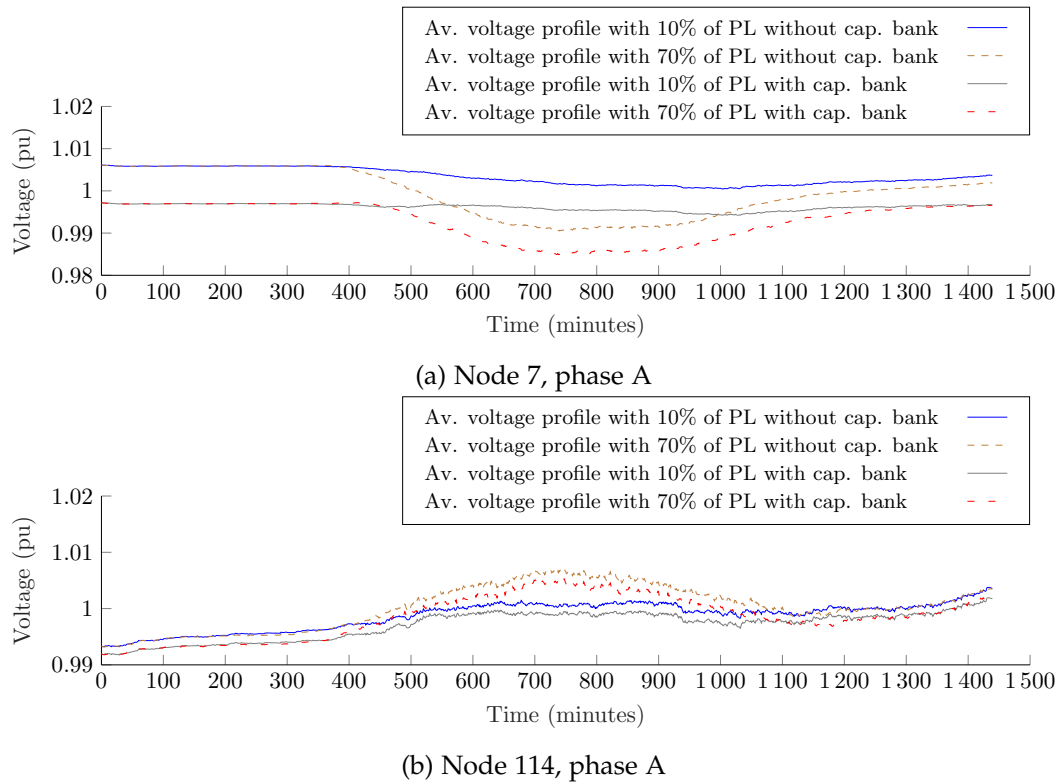 Av. voltage profile with 10% of PL without cap. bank
Av. voltage profile with 70% of PL without cap. bank
Av. voltage profile with 10% of PL with cap. bank
Av. voltage profile with 70% of PL with cap. bank
1.02
1.01
1
0.99
0.98
Voltage (pu)
0 100 200 300 400 500 600 700 800 900 1 000 1 100 1 200 1 300 1 400 1 500
Time (minutes)
(a) Node 7, phase A
Av. voltage profile with 10% of PL without cap. bank
Av. voltage profile with 70% of PL without cap. bank
Av. voltage profile with 10% of PL with cap. bank
Av. voltage profile with 70% of PL with cap. bank
1.02
1.01
1
0.99
Voltage (pu)
0 100 200 300 400 500 600 700 800 900 1 000 1 100 1 200 1 300 1 400 1 500
Time (minutes)
(b) Node 114, phase A